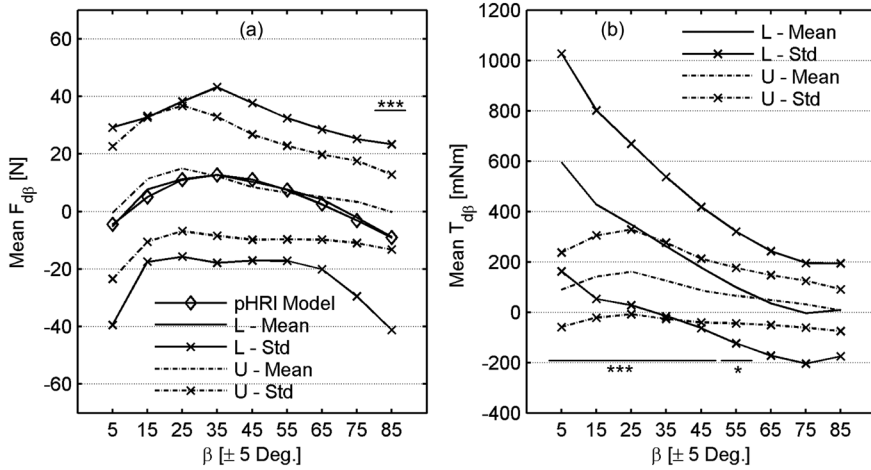 (a)
Mean F_dβ [N]
60
40
20
0
-20
-40
-60
***
pHRI Model
L - Mean
L - Std
U - Mean
U - Std
5 15 25 35 45 55 65 75 85
β [± 5 Deg.]
(b)
Mean T_dβ [mNm]
1200
1000
800
600
400
200
0
-200
-400
L - Mean
L - Std
U - Mean
U - Std
***
*
5 15 25 35 45 55 65 75 85
β [± 5 Deg.]